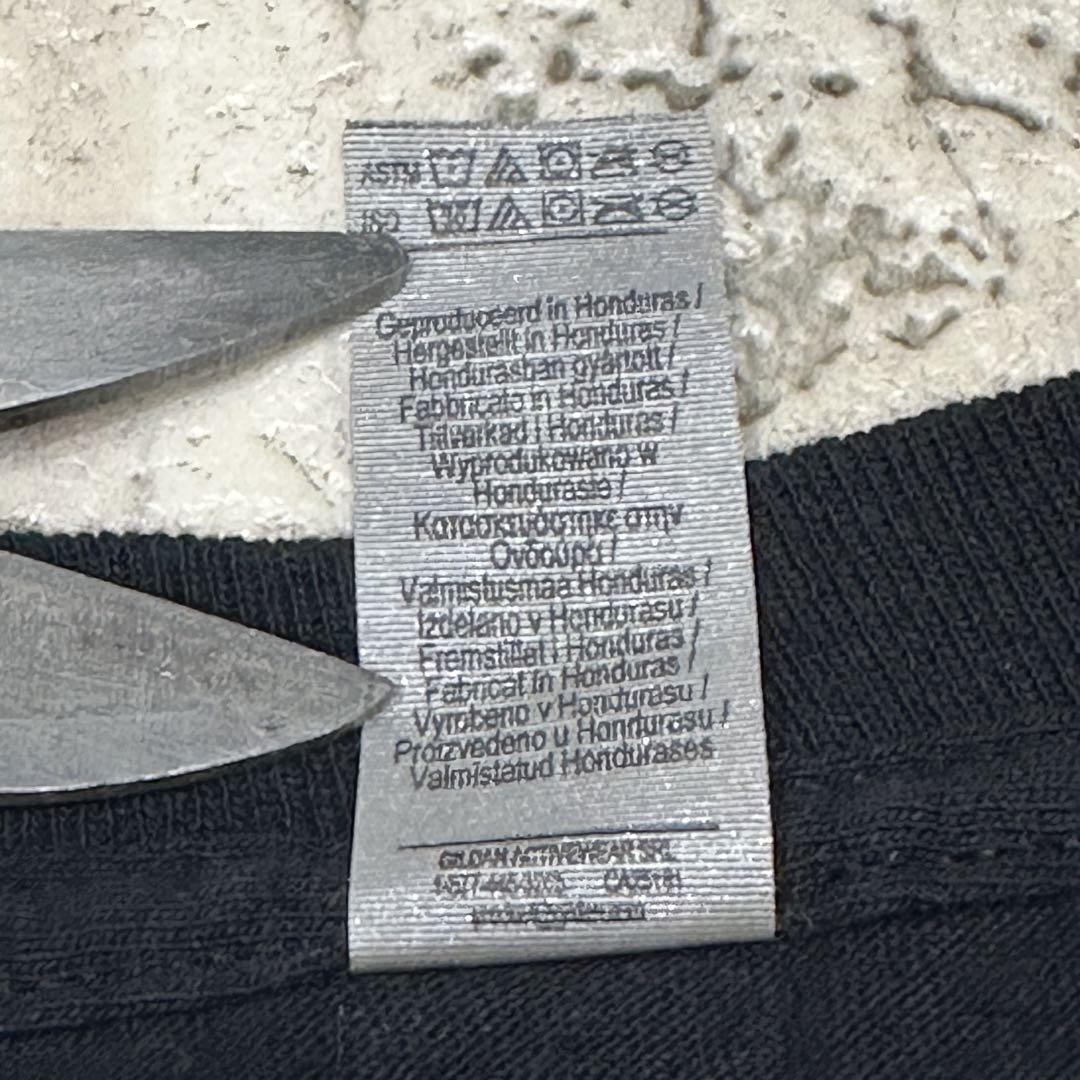 ASTM
ISO
Geproduceerd in Honduras /
Hergestellt in Honduras /
Hondurasban gyártott /
Fabbricato in Honduras /
Tillverkad i Honduras /
Wyprodukowano w
Hondurasie /
Κατασκευάστηκε στην
Ονδούρα /
Valmistusmaa Honduras /
Izdelano v Hondurasu /
Fremstillet i Honduras /
Fabricat în Honduras /
Vyrobeno v Hondurasu /
Proizvedeno u Hondurasu /
Valmistatud Hondurases
GILDAN ACTIVEWEAR SRL